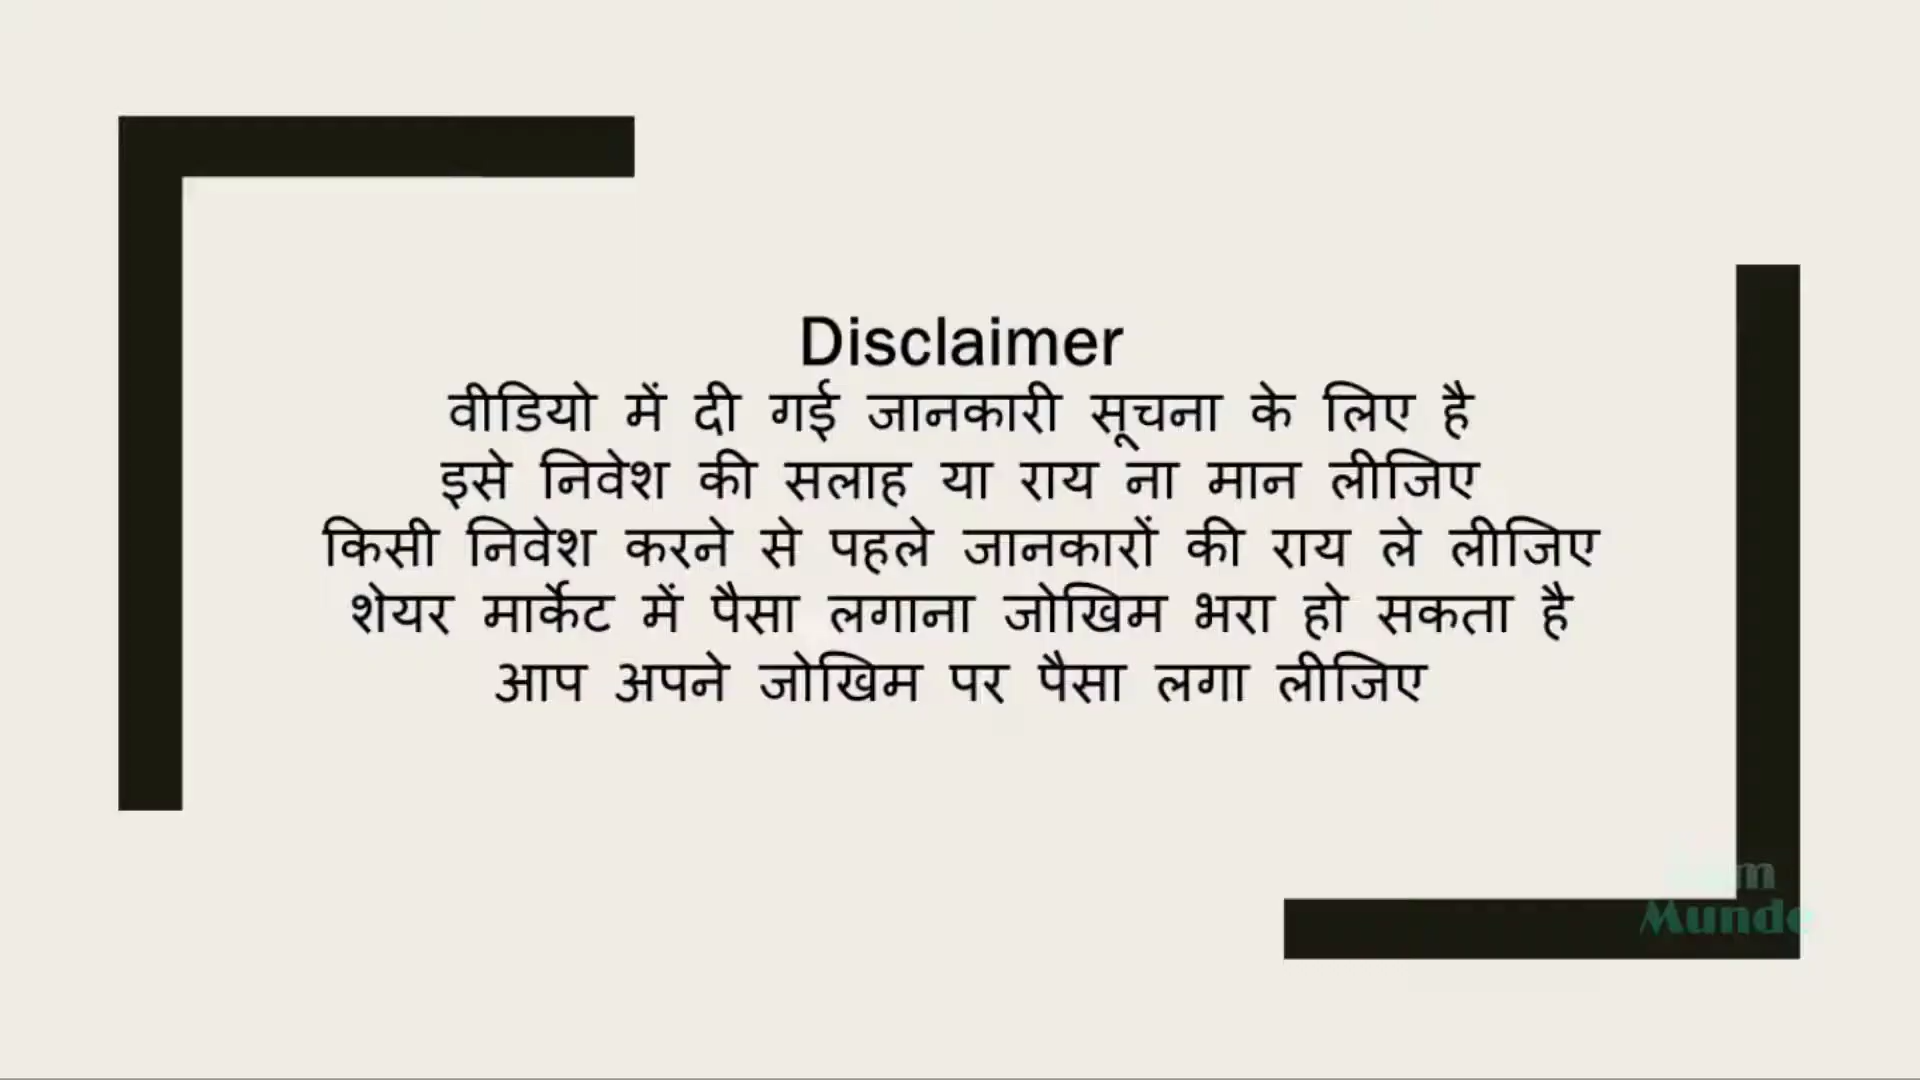 Disclaimer
वीडियो में दी गई जानकारी सूचना के लिए है
इसे निवेश की सलाह या राय ना मान लीजिए
किसी निवेश करने से पहले जानकारों की राय ले लीजिए
शेयर मार्केट में पैसा लगाना जोखिम भरा हो सकता है
आप अपने जोखिम पर पैसा लगा लीजिए
Munde